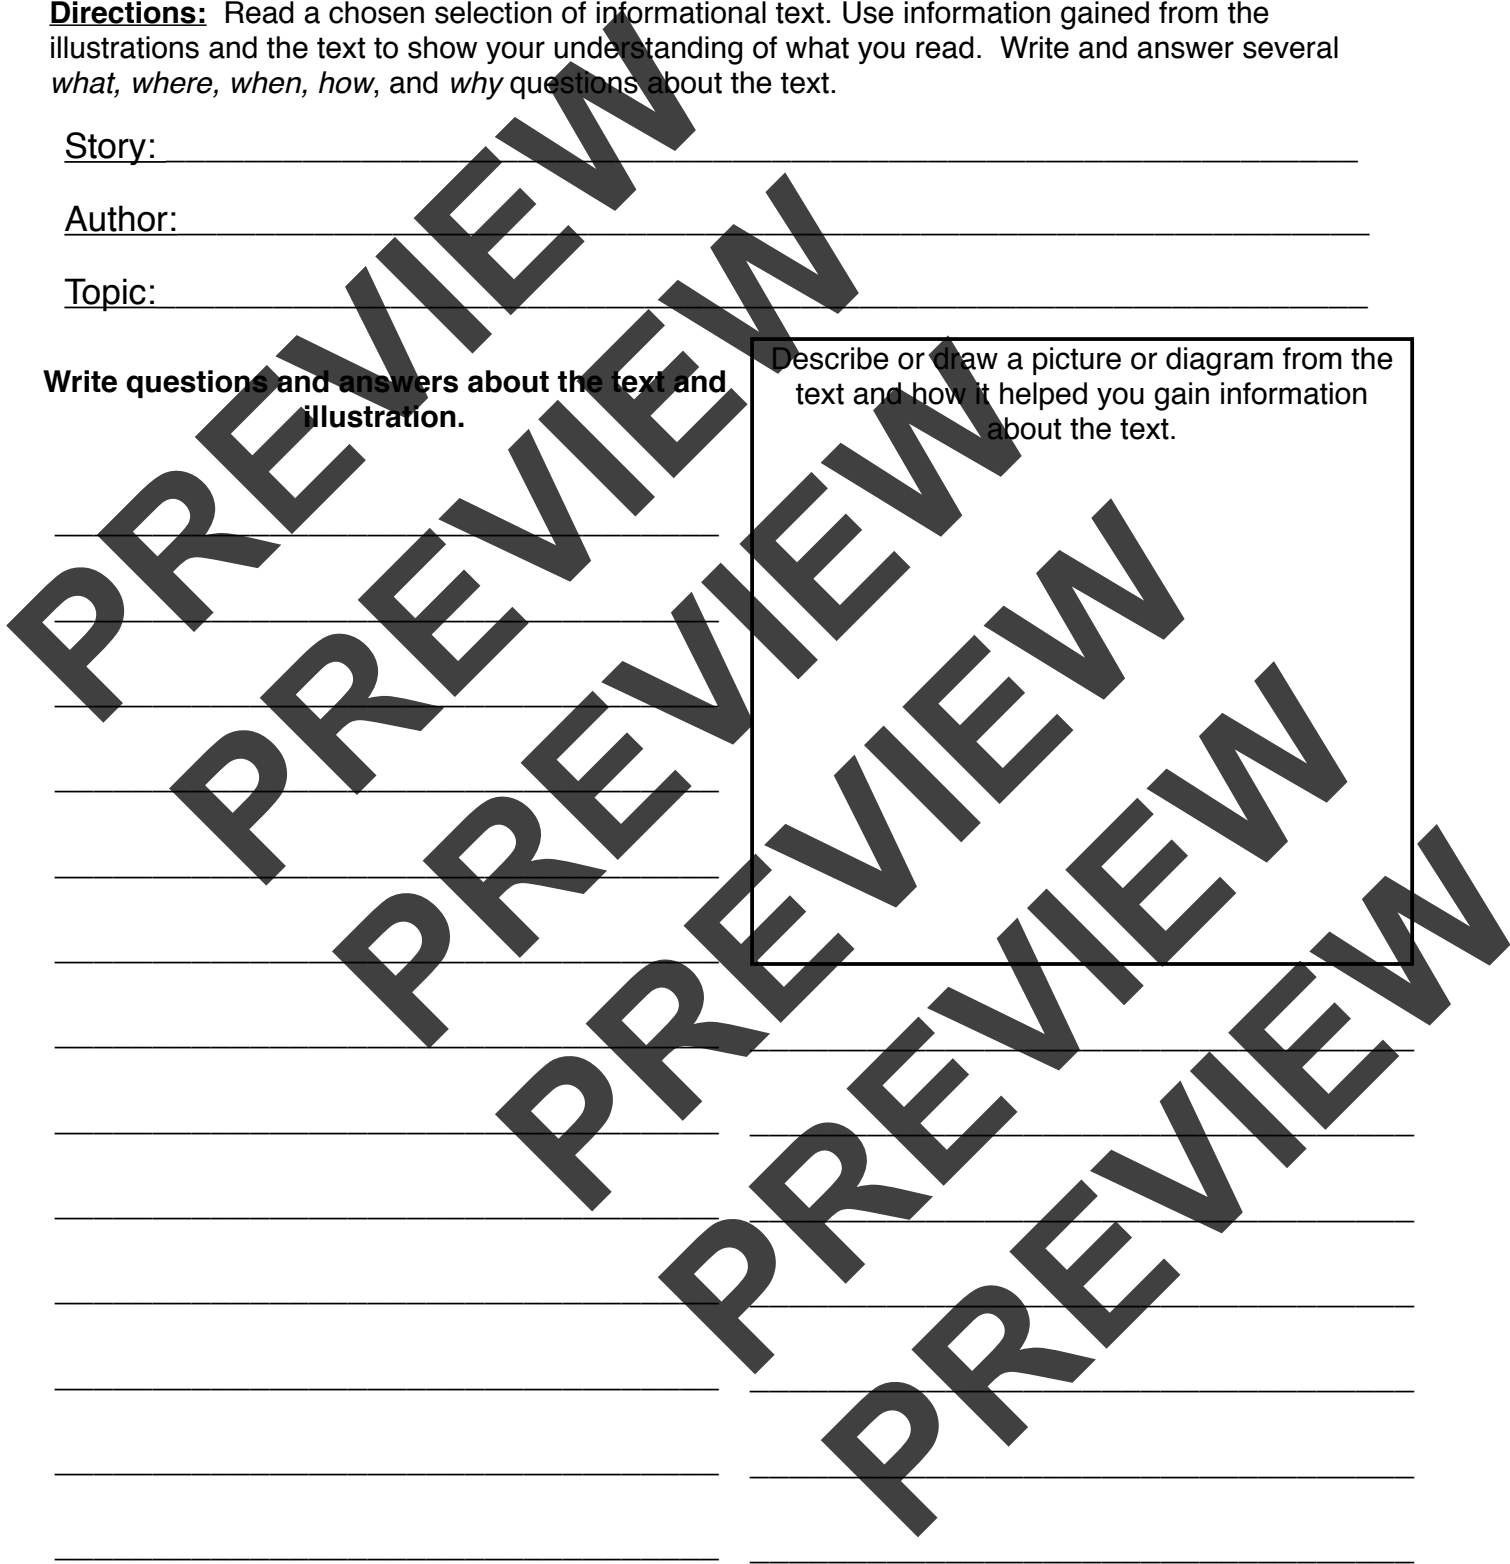 Directions: Read a chosen selection of informational text. Use information gained from the
illustrations and the text to show your understanding of what you read. Write and answer several
what, where, when, how, and why questions about the text.
Story:
Author:
Topic:
Write questions and answers about the text and
illustration.
Describe or draw a picture or diagram from the
text and how it helped you gain information
about the text.
PREVIEW
PREVIEW
PREVIEW
PREVIEW
PREVIEW
PREVIEW